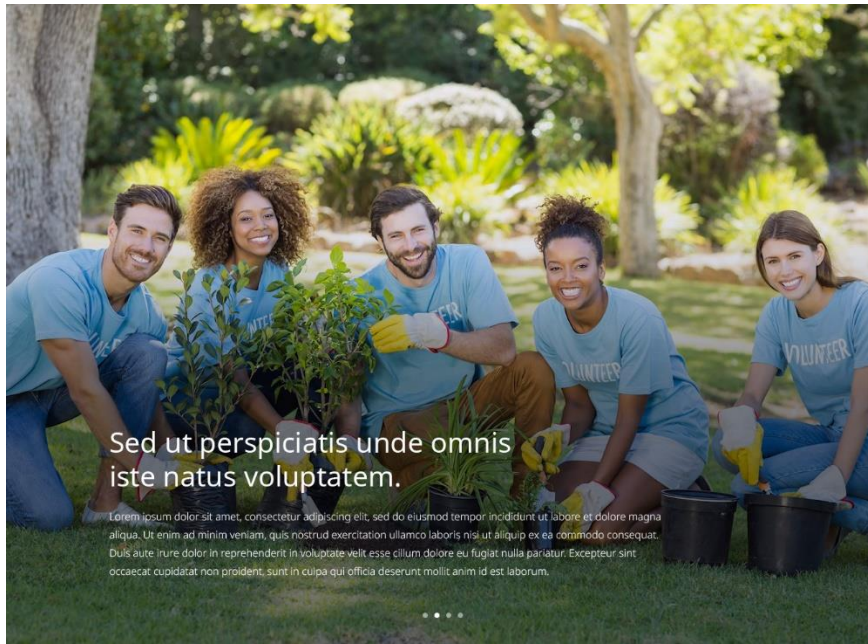 VOLUNTEER
VOLUNTEER
Sed ut perspiciatis unde omnis
iste natus voluptatem.
Lorem ipsum dolor sit amet, consectetur adipiscing elit, sed do eiusmod tempor incididunt ut labore et dolore magna
aliqua. Ut enim ad minim veniam, quis nostrud exercitation ullamco laboris nisi ut aliquip ex ea commodo consequat.
Duis aute irure dolor in reprehenderit in voluptate velit esse cillum dolore eu fugiat nulla pariatur. Excepteur sint
occaecat cupidatat non proident, sunt in culpa qui officia deserunt mollit anim id est laborum.